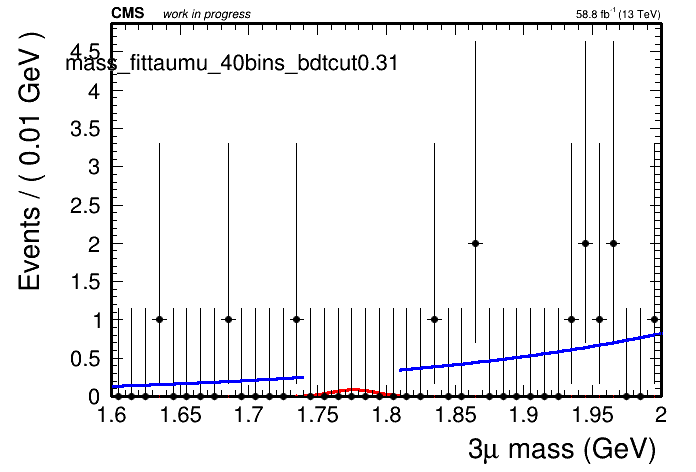 CMS work in progress 58.8 fb⁻¹ (13 TeV)
mass_fittaumu_40bins_bdtcut0.31
Events / ( 0.01 GeV )
4.5
4
3.5
3
2.5
2
1.5
1
0.5
0
1.6 1.65 1.7 1.75 1.8 1.85 1.9 1.95 2
3μ mass (GeV)